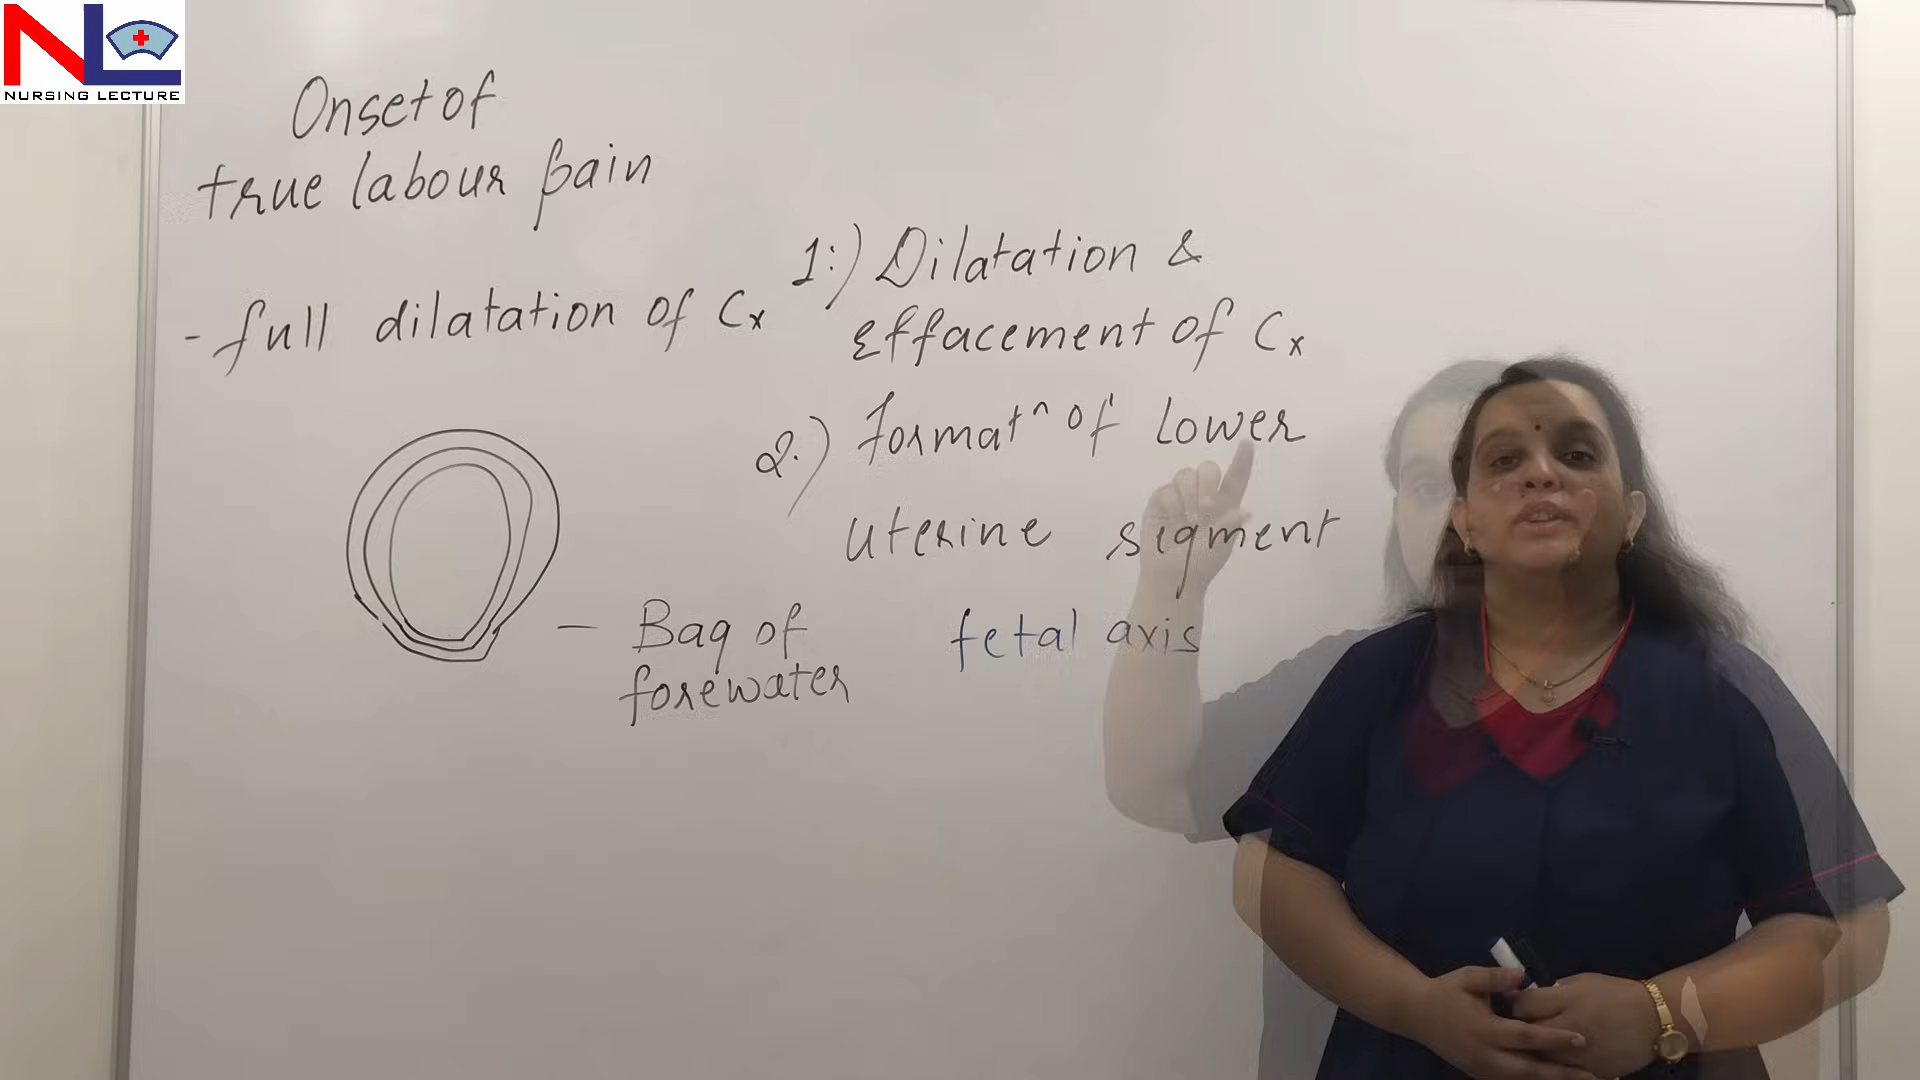 NL
NURSING LECTURE
Onset of
true labour pain
- full dilatation of Cx
1:) Dilatation &
Effacement of Cx
2.) Format^n of Lower
uterine sigment
- Bag of
forewater
fetal axis